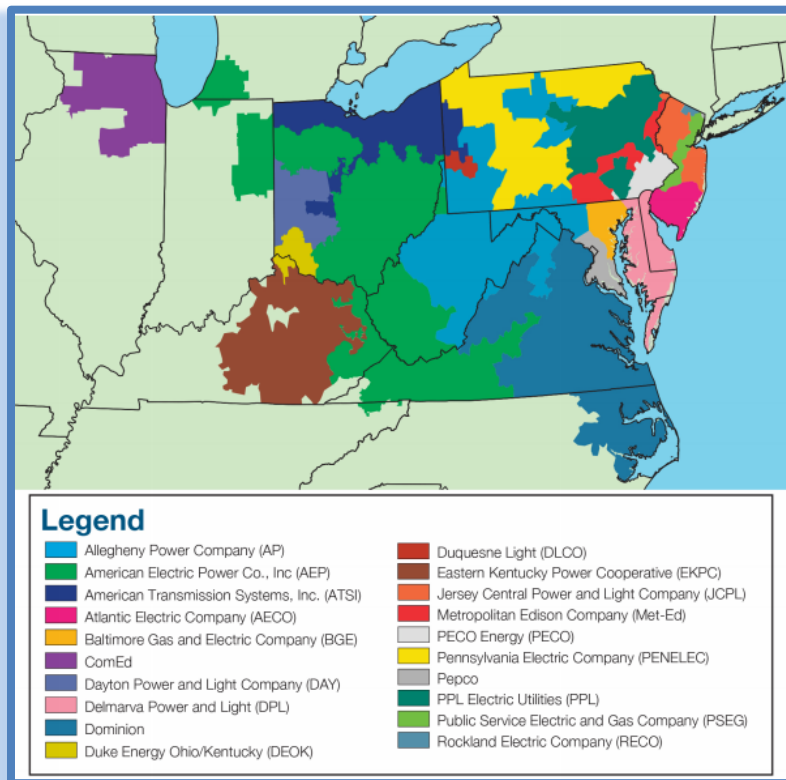 Legend
Allegheny Power Company (AP)
American Electric Power Co., Inc (AEP)
American Transmission Systems, Inc. (ATSI)
Atlantic Electric Company (AECO)
Baltimore Gas and Electric Company (BGE)
ComEd
Dayton Power and Light Company (DAY)
Delmarva Power and Light (DPL)
Dominion
Duke Energy Ohio/Kentucky (DEOK)
Duquesne Light (DLCO)
Eastern Kentucky Power Cooperative (EKPC)
Jersey Central Power and Light Company (JCPL)
Metropolitan Edison Company (Met-Ed)
PECO Energy (PECO)
Pennsylvania Electric Company (PENELEC)
Pepco
PPL Electric Utilities (PPL)
Public Service Electric and Gas Company (PSEG)
Rockland Electric Company (RECO)